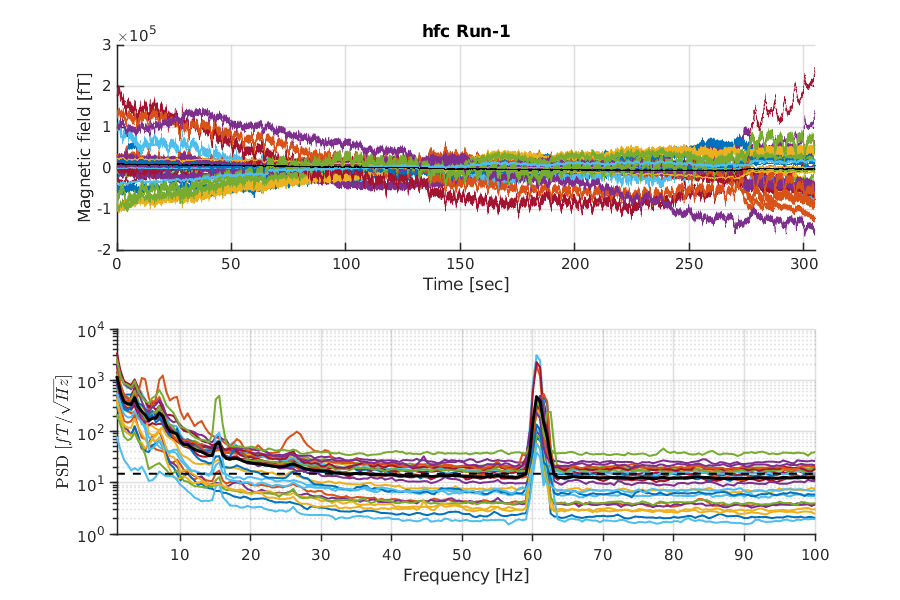 hfc Run-1
×10⁵
3
2
1
0
-1
-2
Magnetic field [fT]
0 50 100 150 200 250 300
Time [sec]
10⁴
10³
10²
10¹
10⁰
PSD [fT/√Hz]
10 20 30 40 50 60 70 80 90 100
Frequency [Hz]